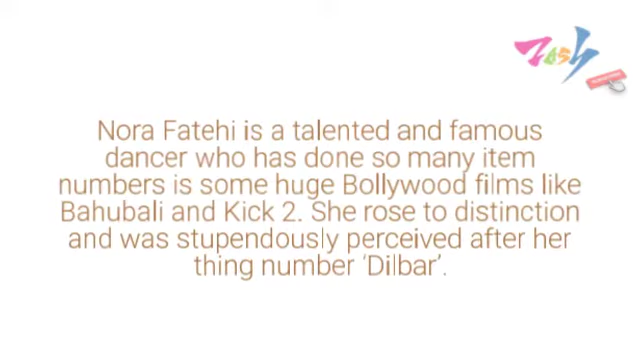 Tash
Nora Fatehi is a talented and famous
dancer who has done so many item
numbers is some huge Bollywood films like
Bahubali and Kick 2. She rose to distinction
and was stupendously perceived after her
thing number ‘Dilbar’.